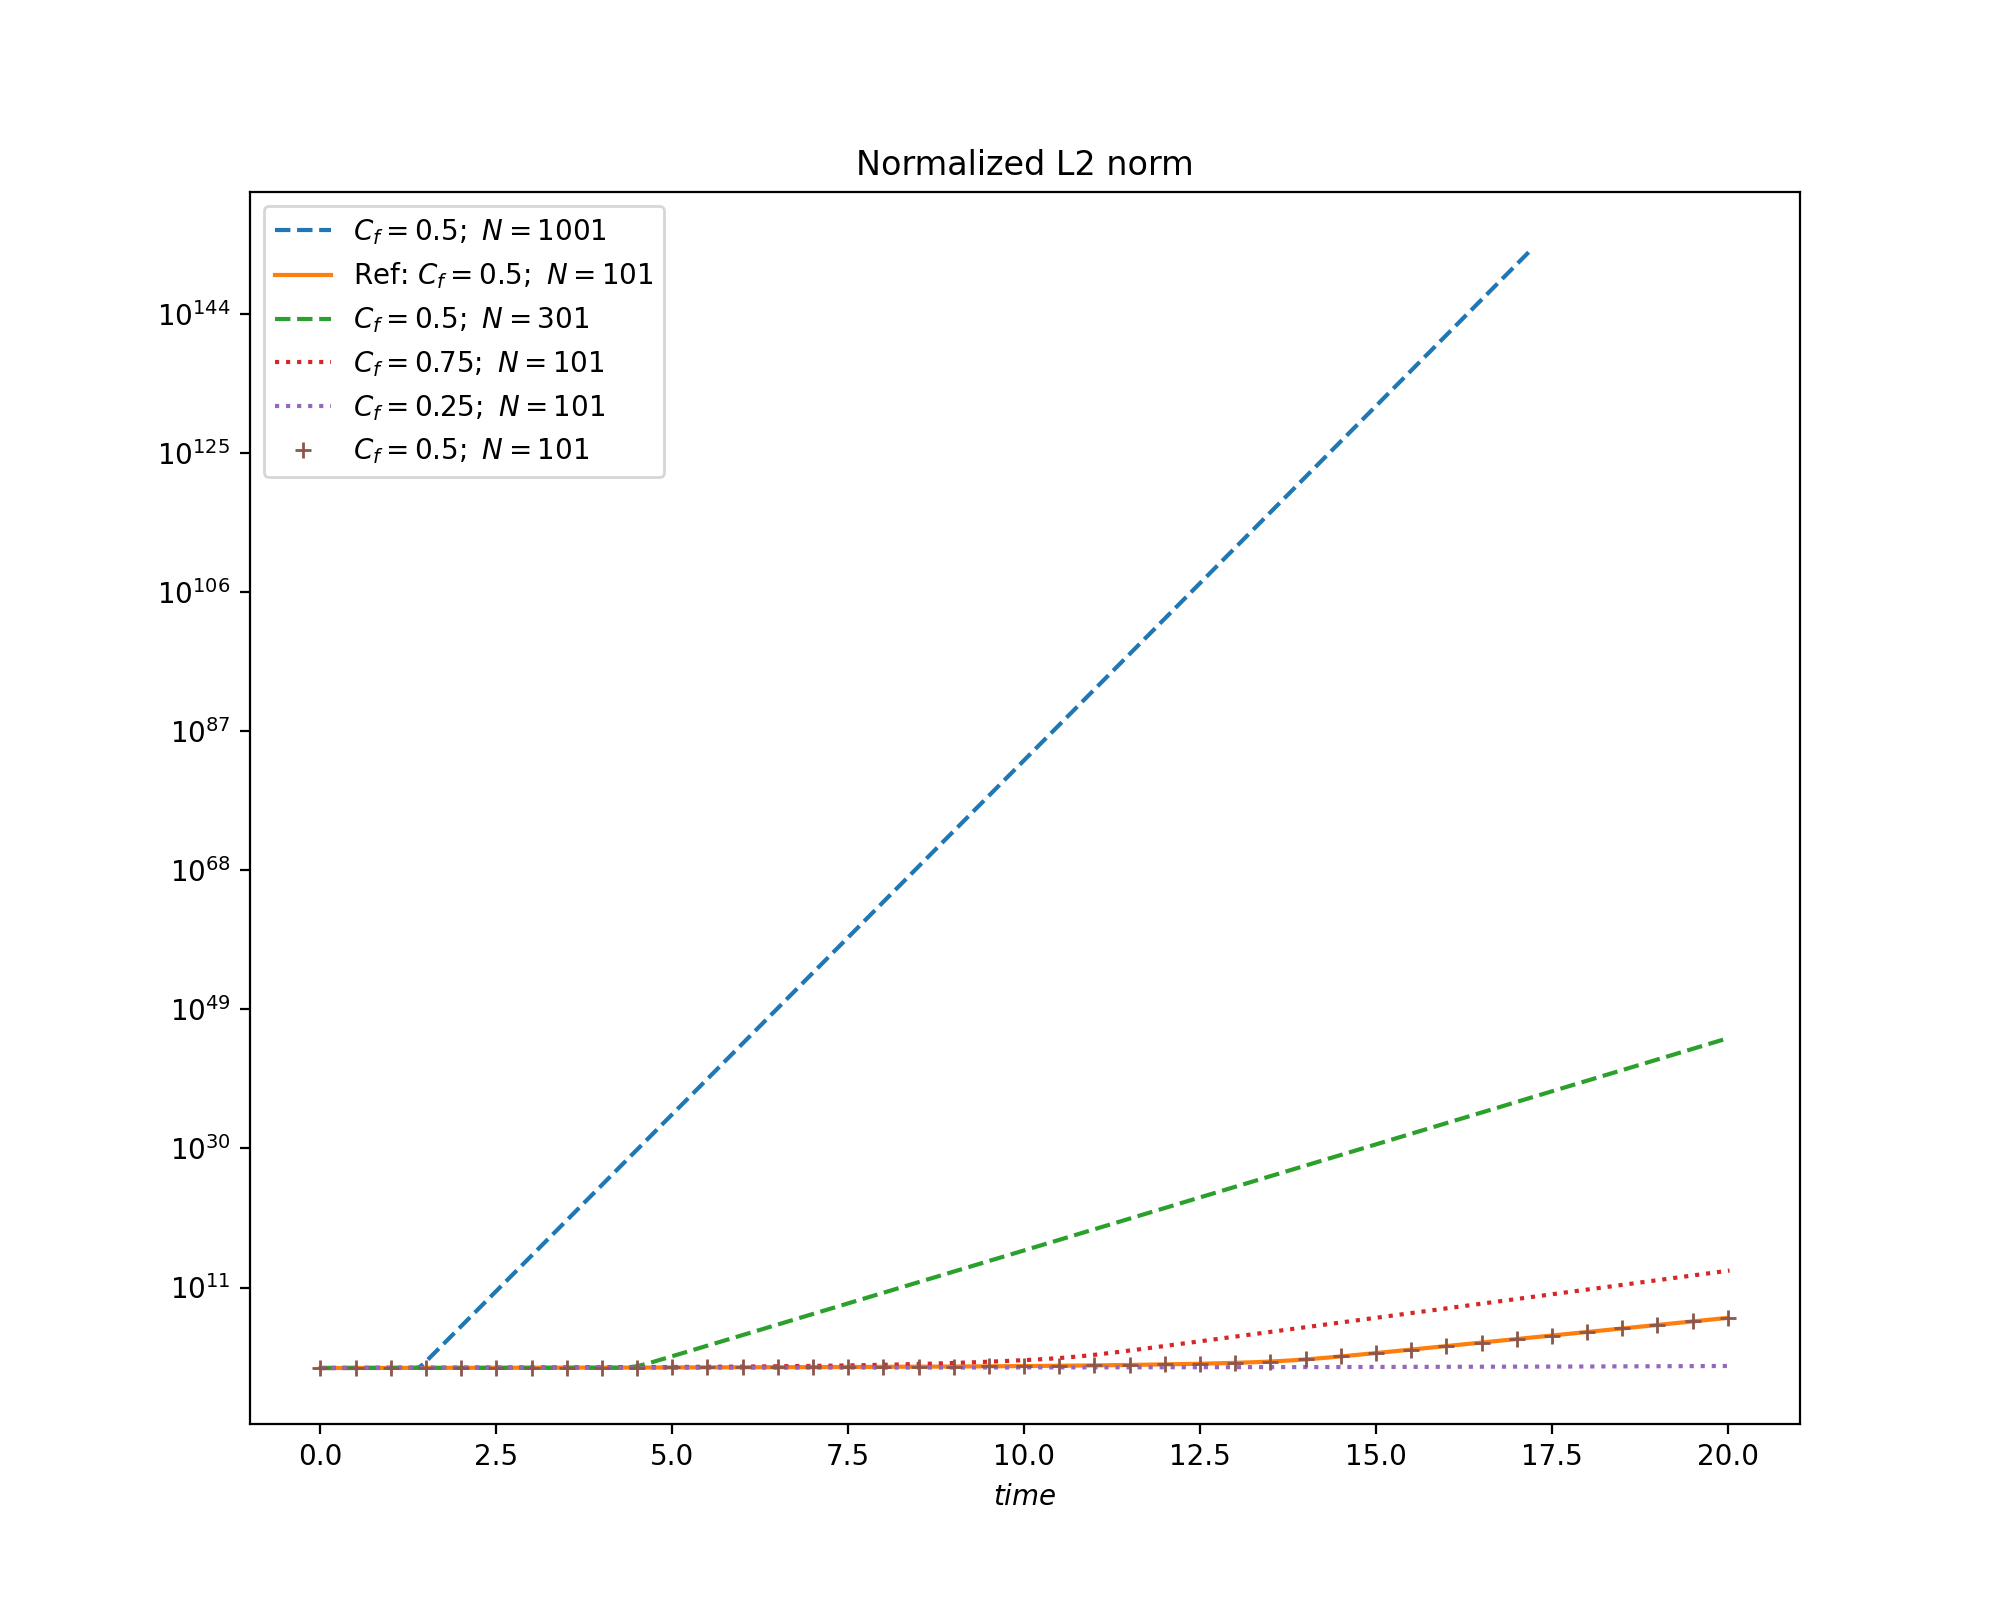 Normalized L2 norm
C_f = 0.5; N = 1001
Ref: C_f = 0.5; N = 101
C_f = 0.5; N = 301
C_f = 0.75; N = 101
C_f = 0.25; N = 101
C_f = 0.5; N = 101
10^144
10^125
10^106
10^87
10^68
10^49
10^30
10^11
0.0 2.5 5.0 7.5 10.0 12.5 15.0 17.5 20.0
time